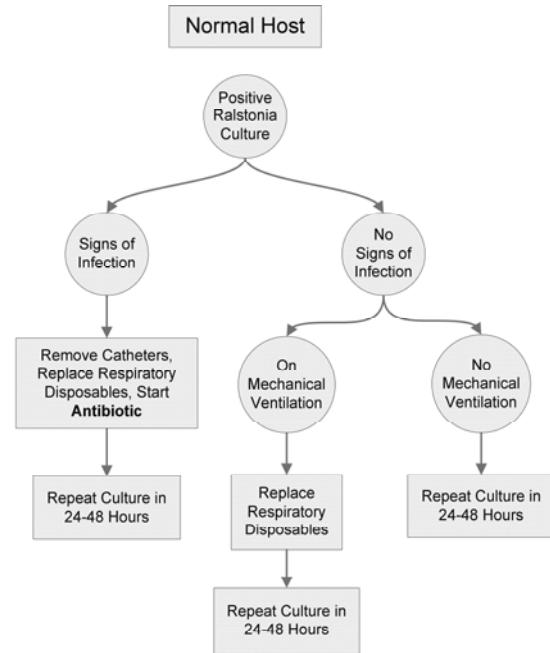 Normal Host
Positive
Ralstonia
Culture
Signs of
Infection
No
Signs of
Infection
Remove Catheters,
Replace Respiratory
Disposables, Start
Antibiotic
On
Mechanical
Ventilation
No
Mechanical
Ventilation
Repeat Culture in
24-48 Hours
Replace
Respiratory
Disposables
Repeat Culture in
24-48 Hours
Repeat Culture in
24-48 Hours